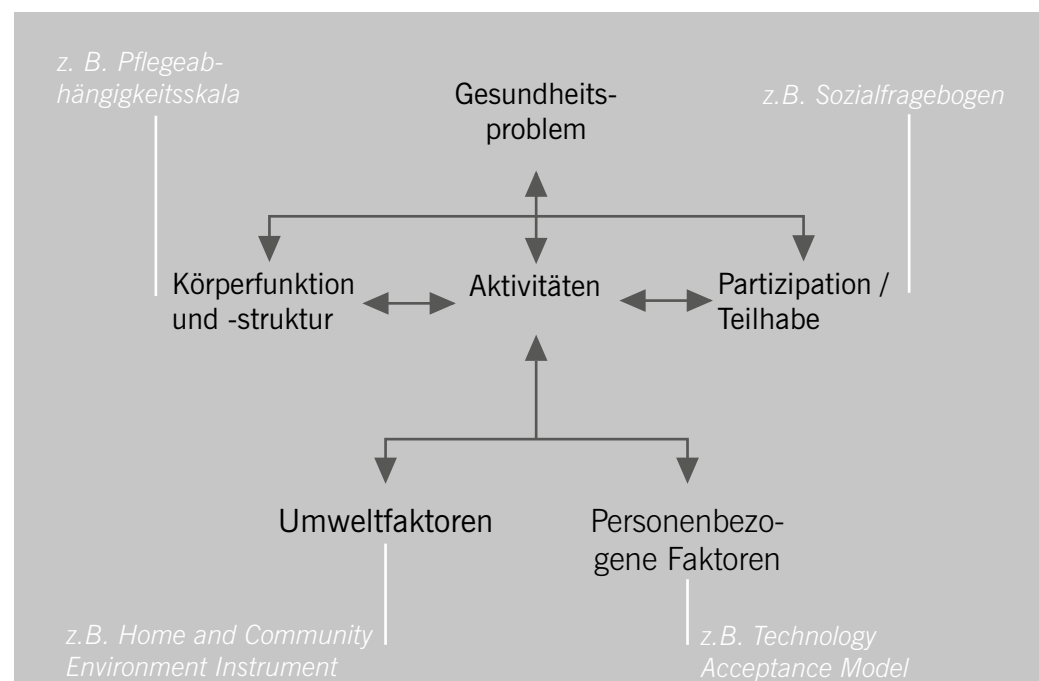 z. B. Pflegeab-
hängigkeitsskala
Gesundheits-
problem
z.B. Sozialfragebogen
Körperfunktion
und -struktur
Aktivitäten
Partizipation /
Teilhabe
Umweltfaktoren
Personenbezo-
gene Faktoren
z.B. Home and Community
Environment Instrument
z.B. Technology
Acceptance Model